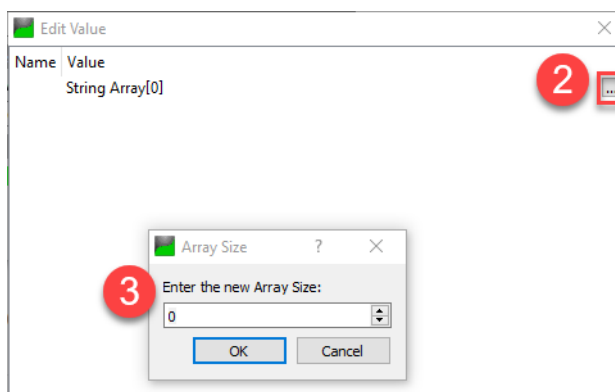 Edit Value
Name Value
String Array[0]
2
...
Array Size ?
3
Enter the new Array Size:
0
OK Cancel